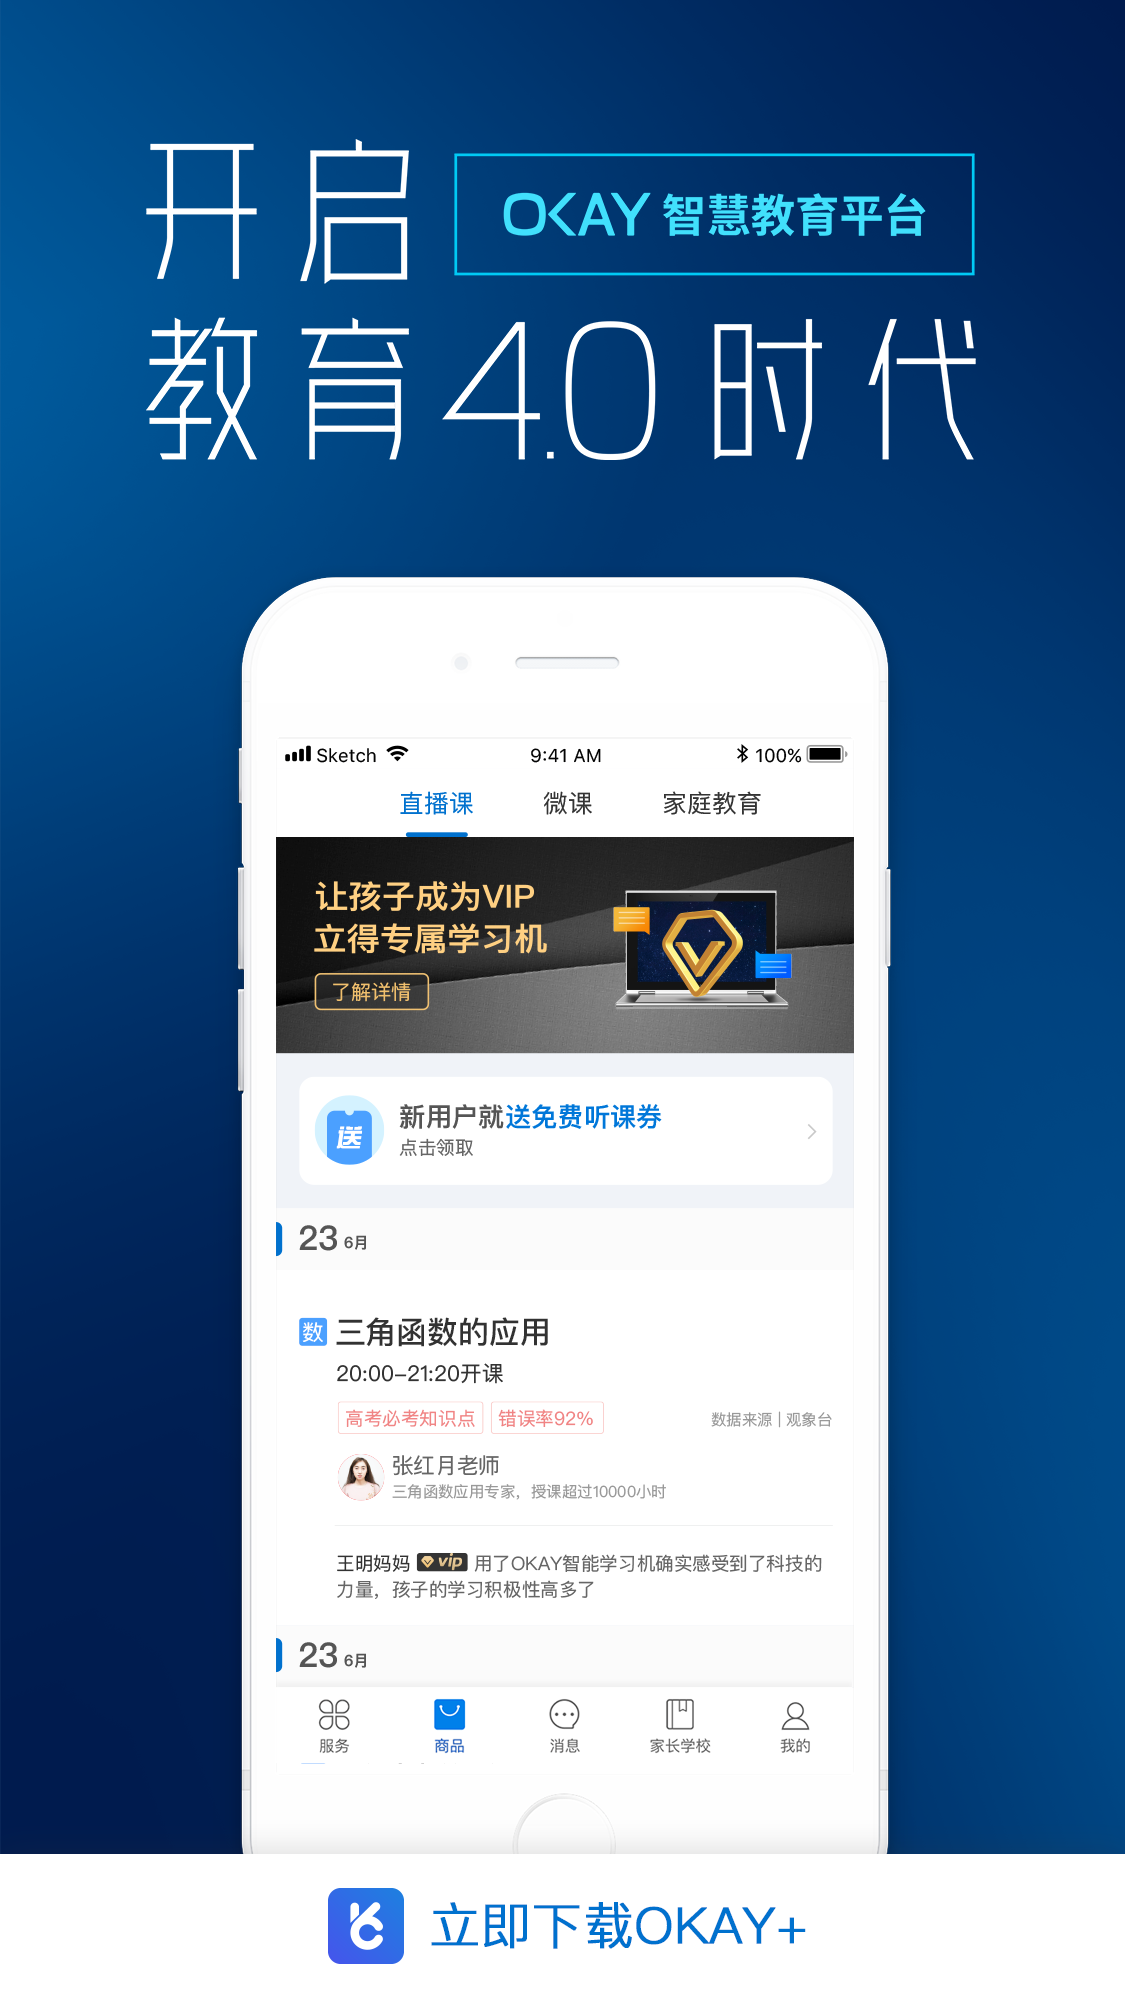 开启 OKAY 智慧教育平台
教育4.0时代
Sketch 9:41 AM 100%
直播课 微课 家庭教育
让孩子成为VIP
立得专属学习机
了解详情
送
新用户就送免费听课券
点击领取
23 6月
数 三角函数的应用
20:00-21:20开课
高考必考知识点 错误率92% 数据来源 | 观象台
张红月老师
三角函数应用专家，授课超过10000小时
王明妈妈 vip 用了OKAY智能学习机确实感受到了科技的
力量，孩子的学习积极性高多了
23 6月
服务 商品 消息 家长学校 我的
立即下载OKAY+